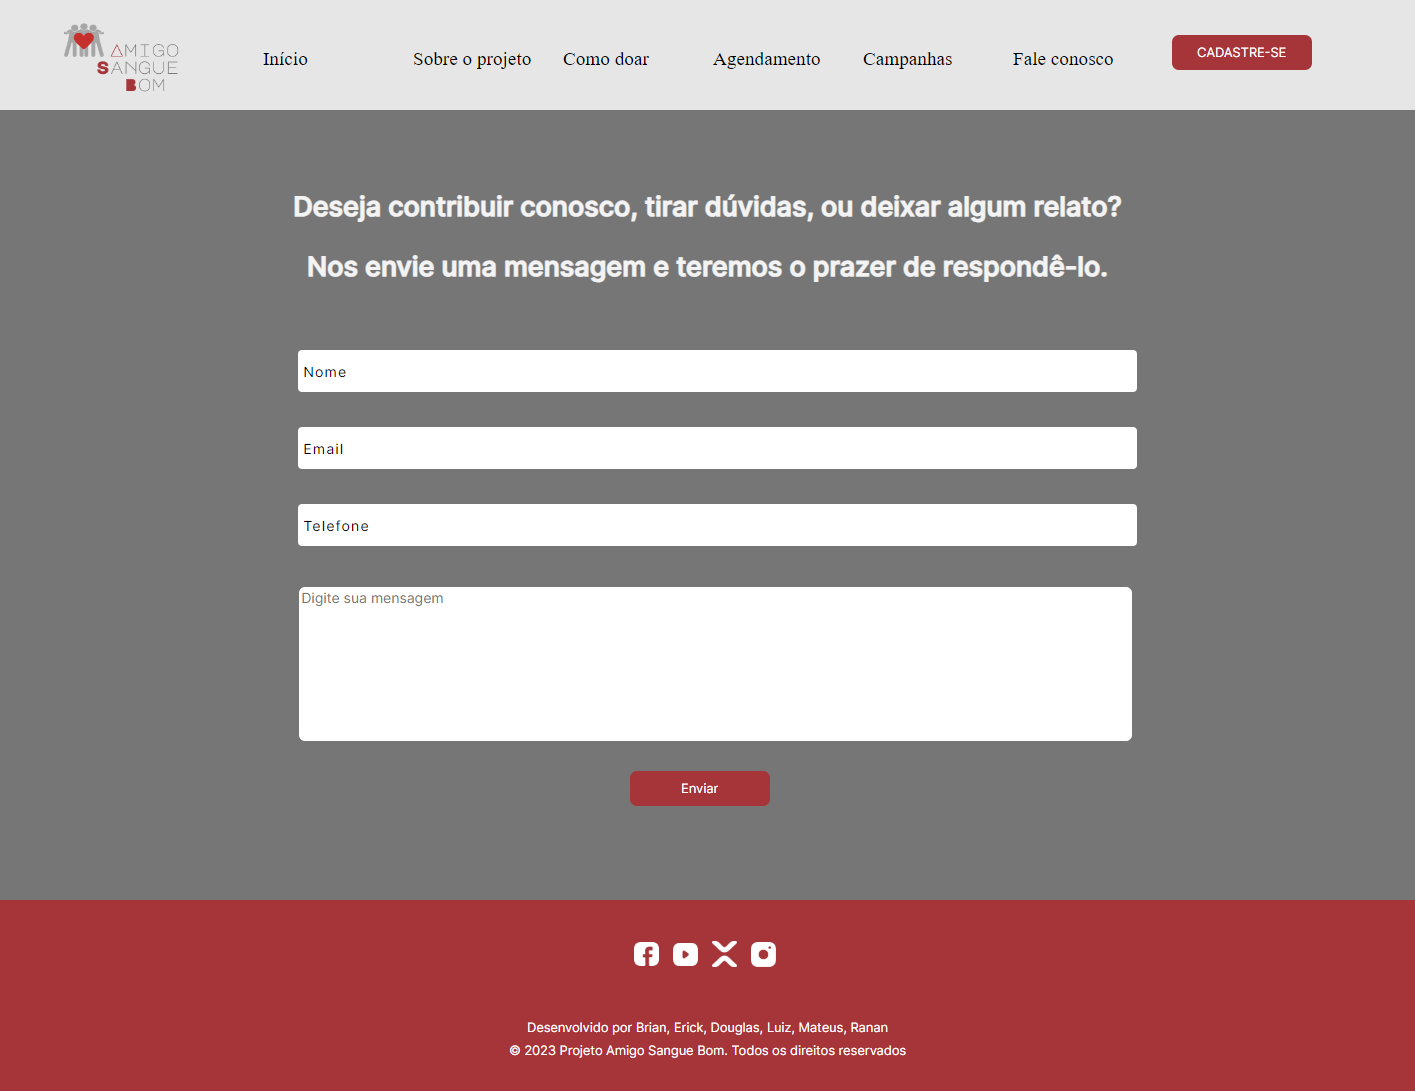 AMIGO
SANGUE
BOM
Início
Sobre o projeto
Como doar
Agendamento
Campanhas
Fale conosco
CADASTRE-SE
Deseja contribuir conosco, tirar dúvidas, ou deixar algum relato?
Nos envie uma mensagem e teremos o prazer de respondê-lo.
Nome
Email
Telefone
Digite sua mensagem
Enviar
Desenvolvido por Brian, Erick, Douglas, Luiz, Mateus, Ranan
© 2023 Projeto Amigo Sangue Bom. Todos os direitos reservados